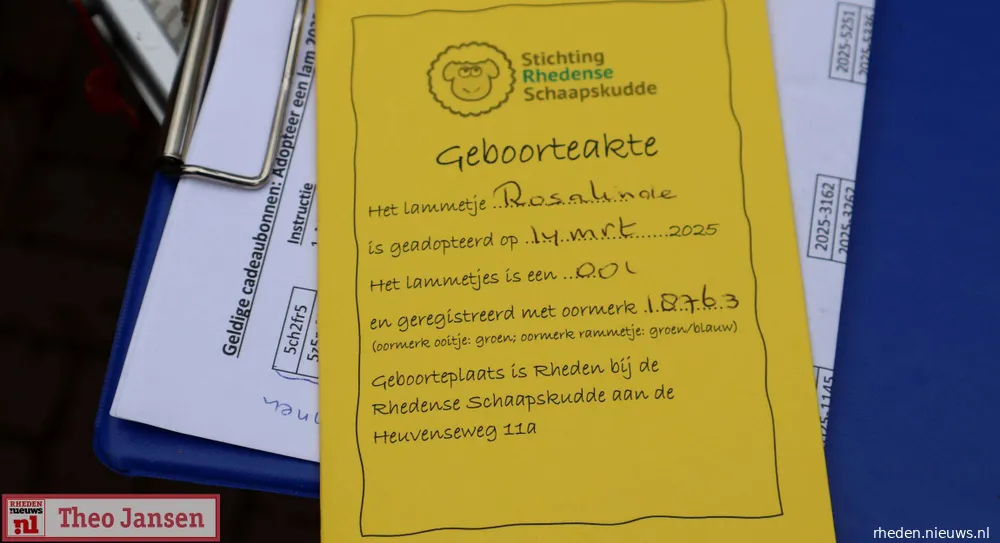 Stichting
Rhedense
Schaapskudde
Geboorteakte
Het lammetje Rosalinde
is geadopteerd op 14 mrt 2025
Het lammetjes is een ooi
en geregistreerd met oormerk 18763
(oormerk ooitje: groen; oormerk rammetje: groen/blauw)
Geboorteplaats is Rheden bij de
Rhedense Schaapskudde aan de
Heuvenseweg 11a
Geldige cadeaubonnen: Adopteer een lam
Instructie
5ch2fr5
2025-5251
2025-3162
2025-3262
RHEDEN
nieuws
.nl
Theo Jansen
rheden.nieuws.nl